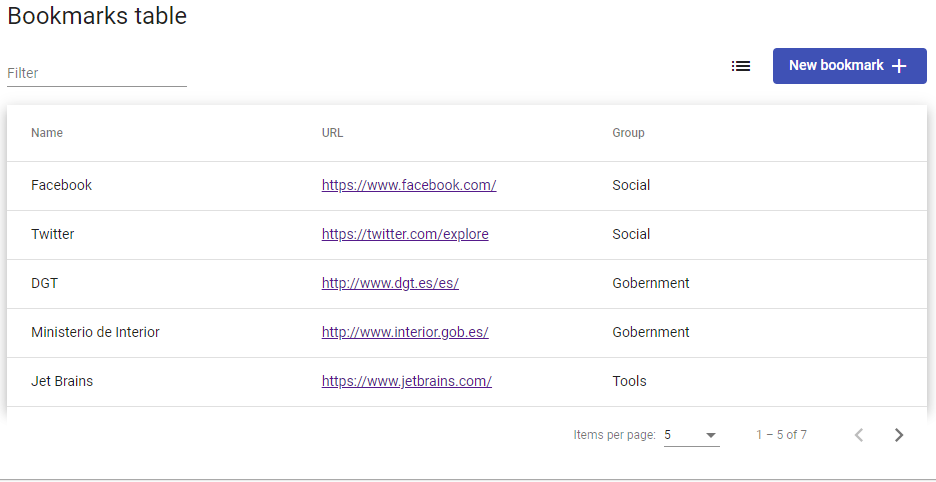 Bookmarks table
Filter
New bookmark
Name URL Group
Facebook https://www.facebook.com/ Social
Twitter https://twitter.com/explore Social
DGT http://www.dgt.es/es/ Gobernment
Ministerio de Interior http://www.interior.gob.es/ Gobernment
Jet Brains https://www.jetbrains.com/ Tools
Items per page: 5 1 – 5 of 7